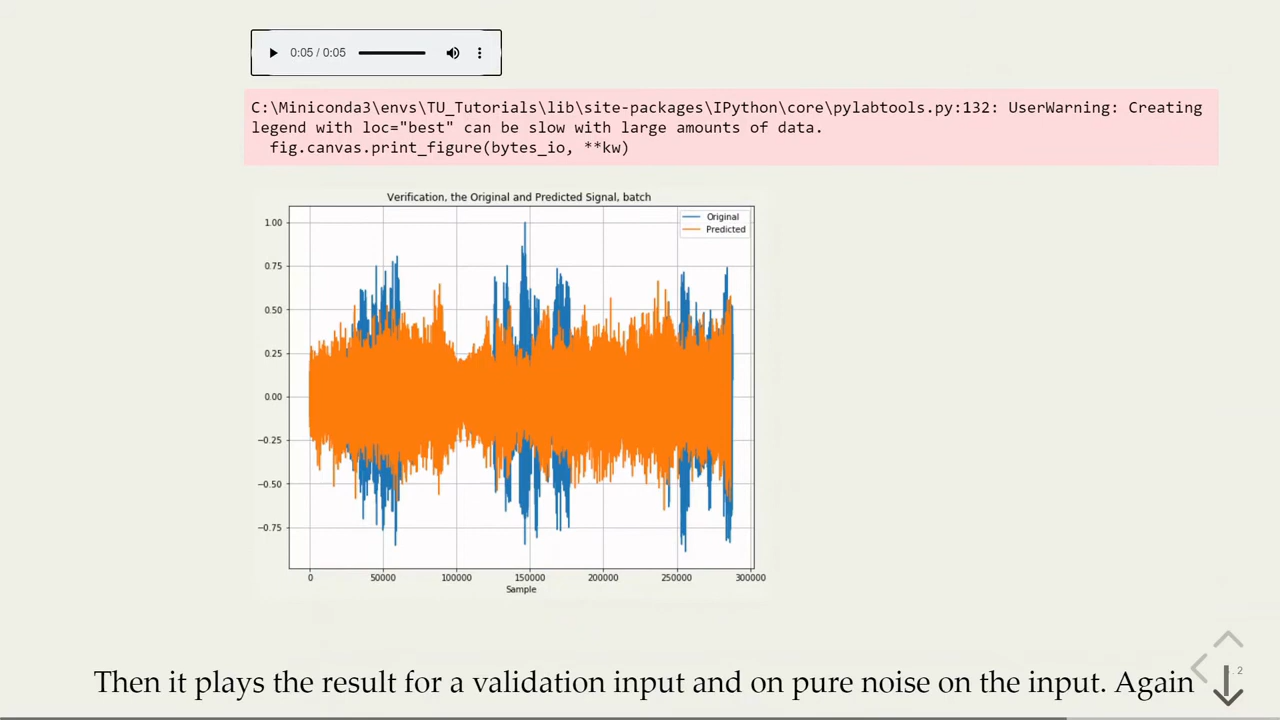 0:05 / 0:05
C:\Miniconda3\envs\TU_Tutorials\lib\site-packages\IPython\core\pylabtools.py:132: UserWarning: Creating
legend with loc="best" can be slow with large amounts of data.
fig.canvas.print_figure(bytes_io, **kw)
Verification, the Original and Predicted Signal, batch
Original
Predicted
1.00
0.75
0.50
0.25
0.00
−0.25
−0.50
−0.75
0 50000 100000 150000 200000 250000 300000
Sample
Then it plays the result for a validation input and on pure noise on the input. Again